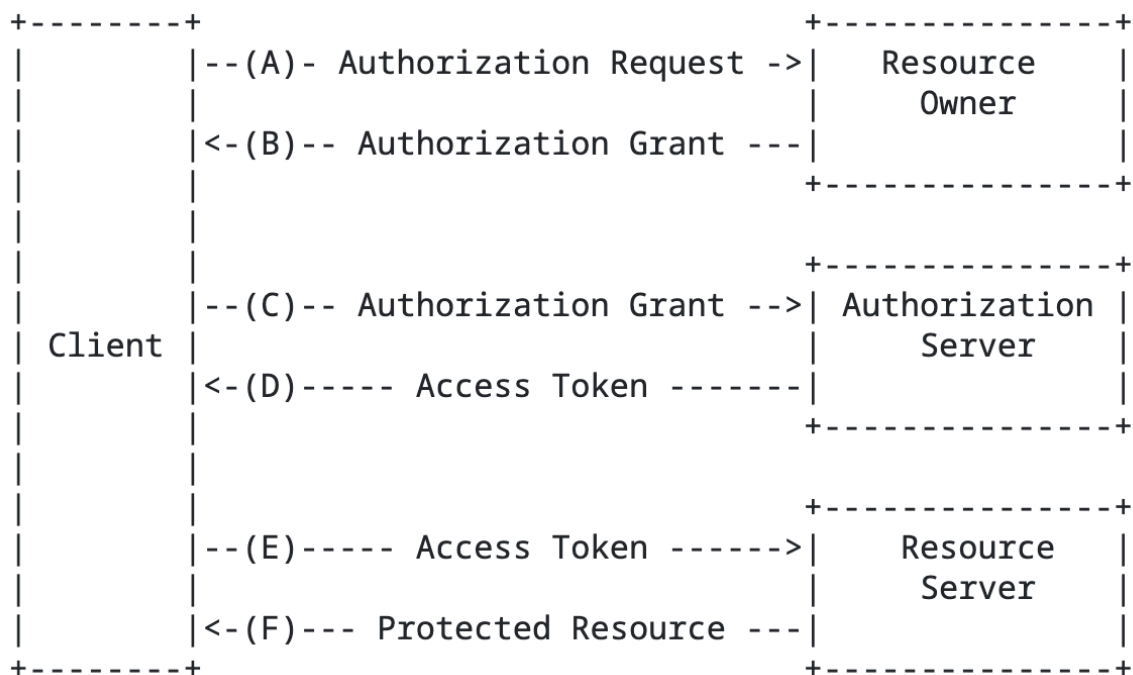 +--------+                               +---------------+
|        |--(A)- Authorization Request ->|   Resource    |
|        |                               |     Owner     |
|        |<-(B)-- Authorization Grant ---|               |
|        |                               +---------------+
|        |
|        |                               +---------------+
|        |--(C)-- Authorization Grant -->| Authorization |
| Client |                               |     Server    |
|        |<-(D)----- Access Token -------|               |
|        |                               +---------------+
|        |
|        |                               +---------------+
|        |--(E)----- Access Token ------>|    Resource   |
|        |                               |     Server    |
|        |<-(F)--- Protected Resource ---|               |
+--------+                               +---------------+